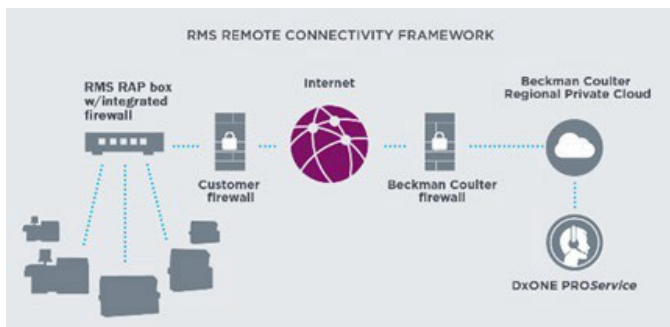 RMS REMOTE CONNECTIVITY FRAMEWORK
RMS RAP box
w/integrated
firewall
Internet
Beckman Coulter
Regional Private Cloud
Customer
firewall
Beckman Coulter
firewall
DxONE PROService